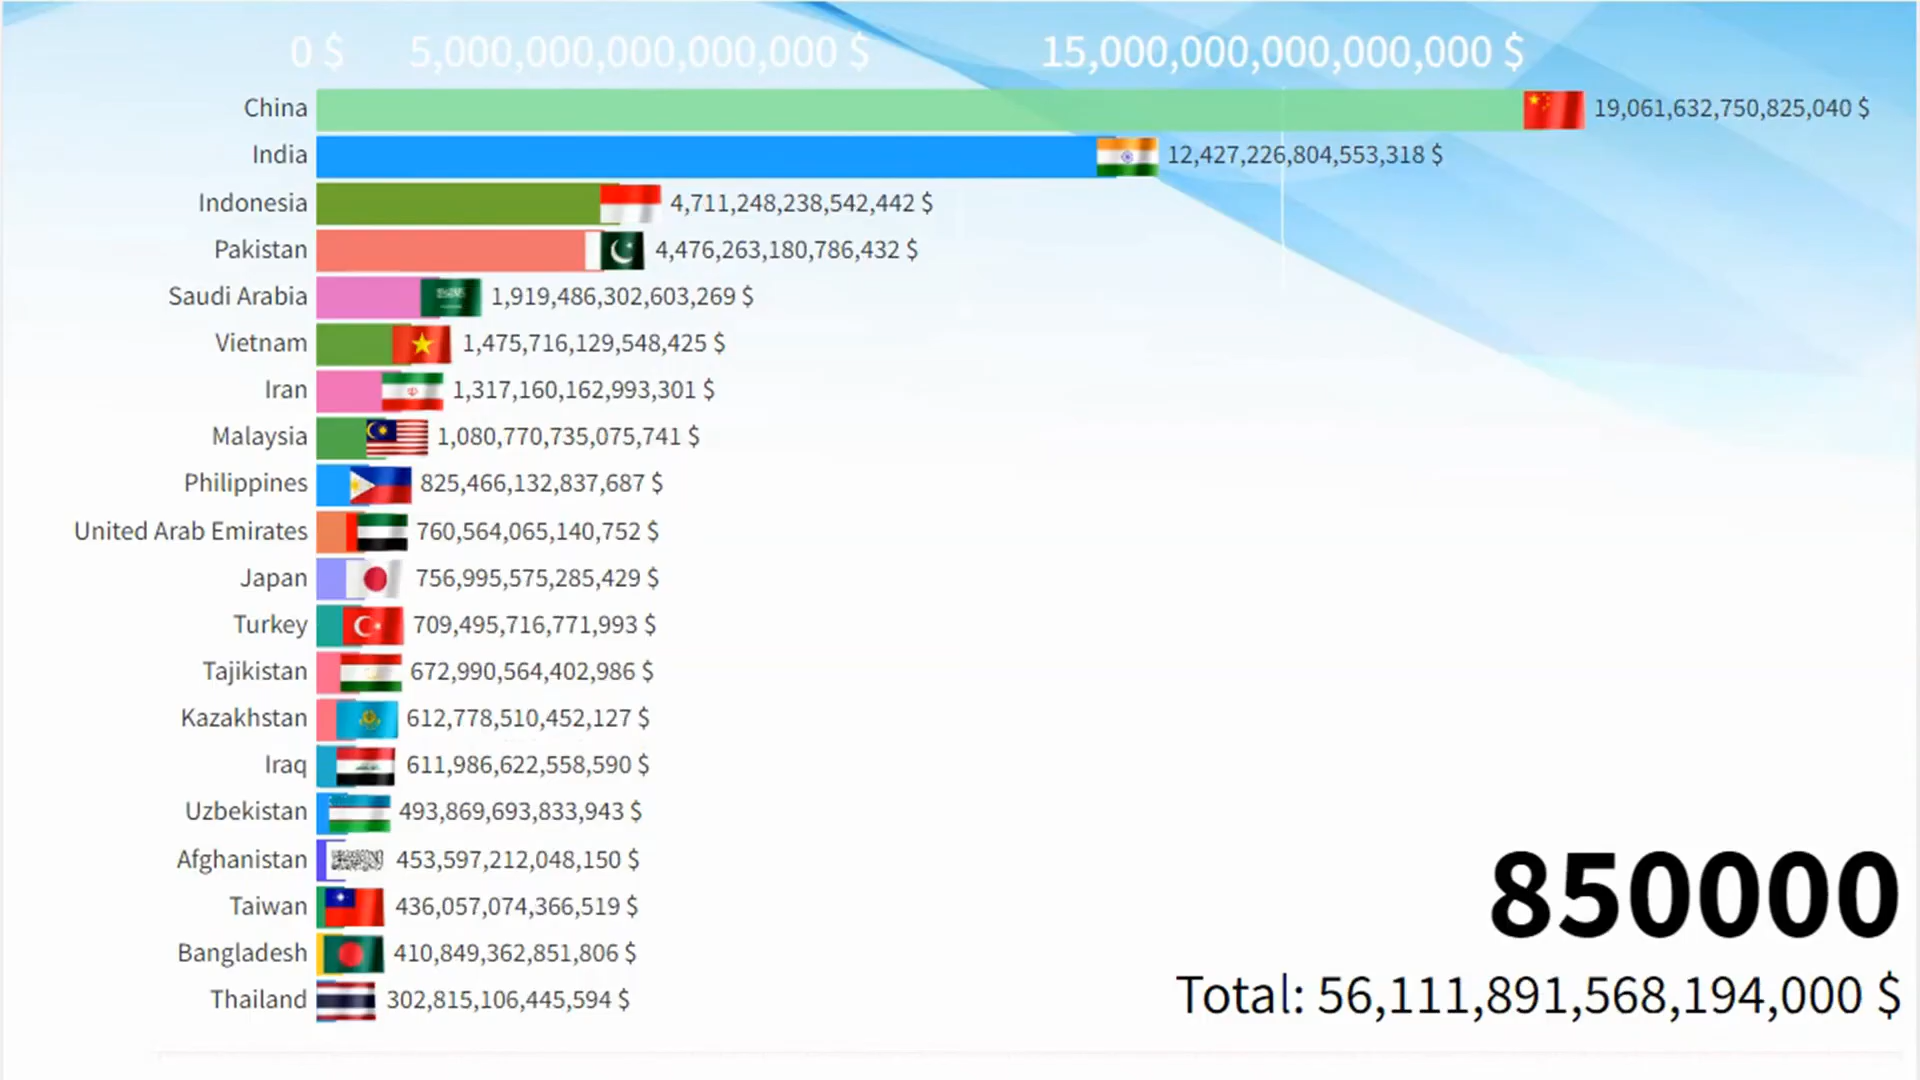 0 $ 5,000,000,000,000,000 $ 15,000,000,000,000,000 $
China 19,061,632,750,825,040 $
India 12,427,226,804,553,318 $
Indonesia 4,711,248,238,542,442 $
Pakistan 4,476,263,180,786,432 $
Saudi Arabia 1,919,486,302,603,269 $
Vietnam 1,475,716,129,548,425 $
Iran 1,317,160,162,993,301 $
Malaysia 1,080,770,735,075,741 $
Philippines 825,466,132,837,687 $
United Arab Emirates 760,564,065,140,752 $
Japan 756,995,575,285,429 $
Turkey 709,495,716,771,993 $
Tajikistan 672,990,564,402,986 $
Kazakhstan 612,778,510,452,127 $
Iraq 611,986,622,558,590 $
Uzbekistan 493,869,693,833,943 $
Afghanistan 453,597,212,048,150 $
Taiwan 436,057,074,366,519 $
Bangladesh 410,849,362,851,806 $
Thailand 302,815,106,445,594 $
850000
Total: 56,111,891,568,194,000 $